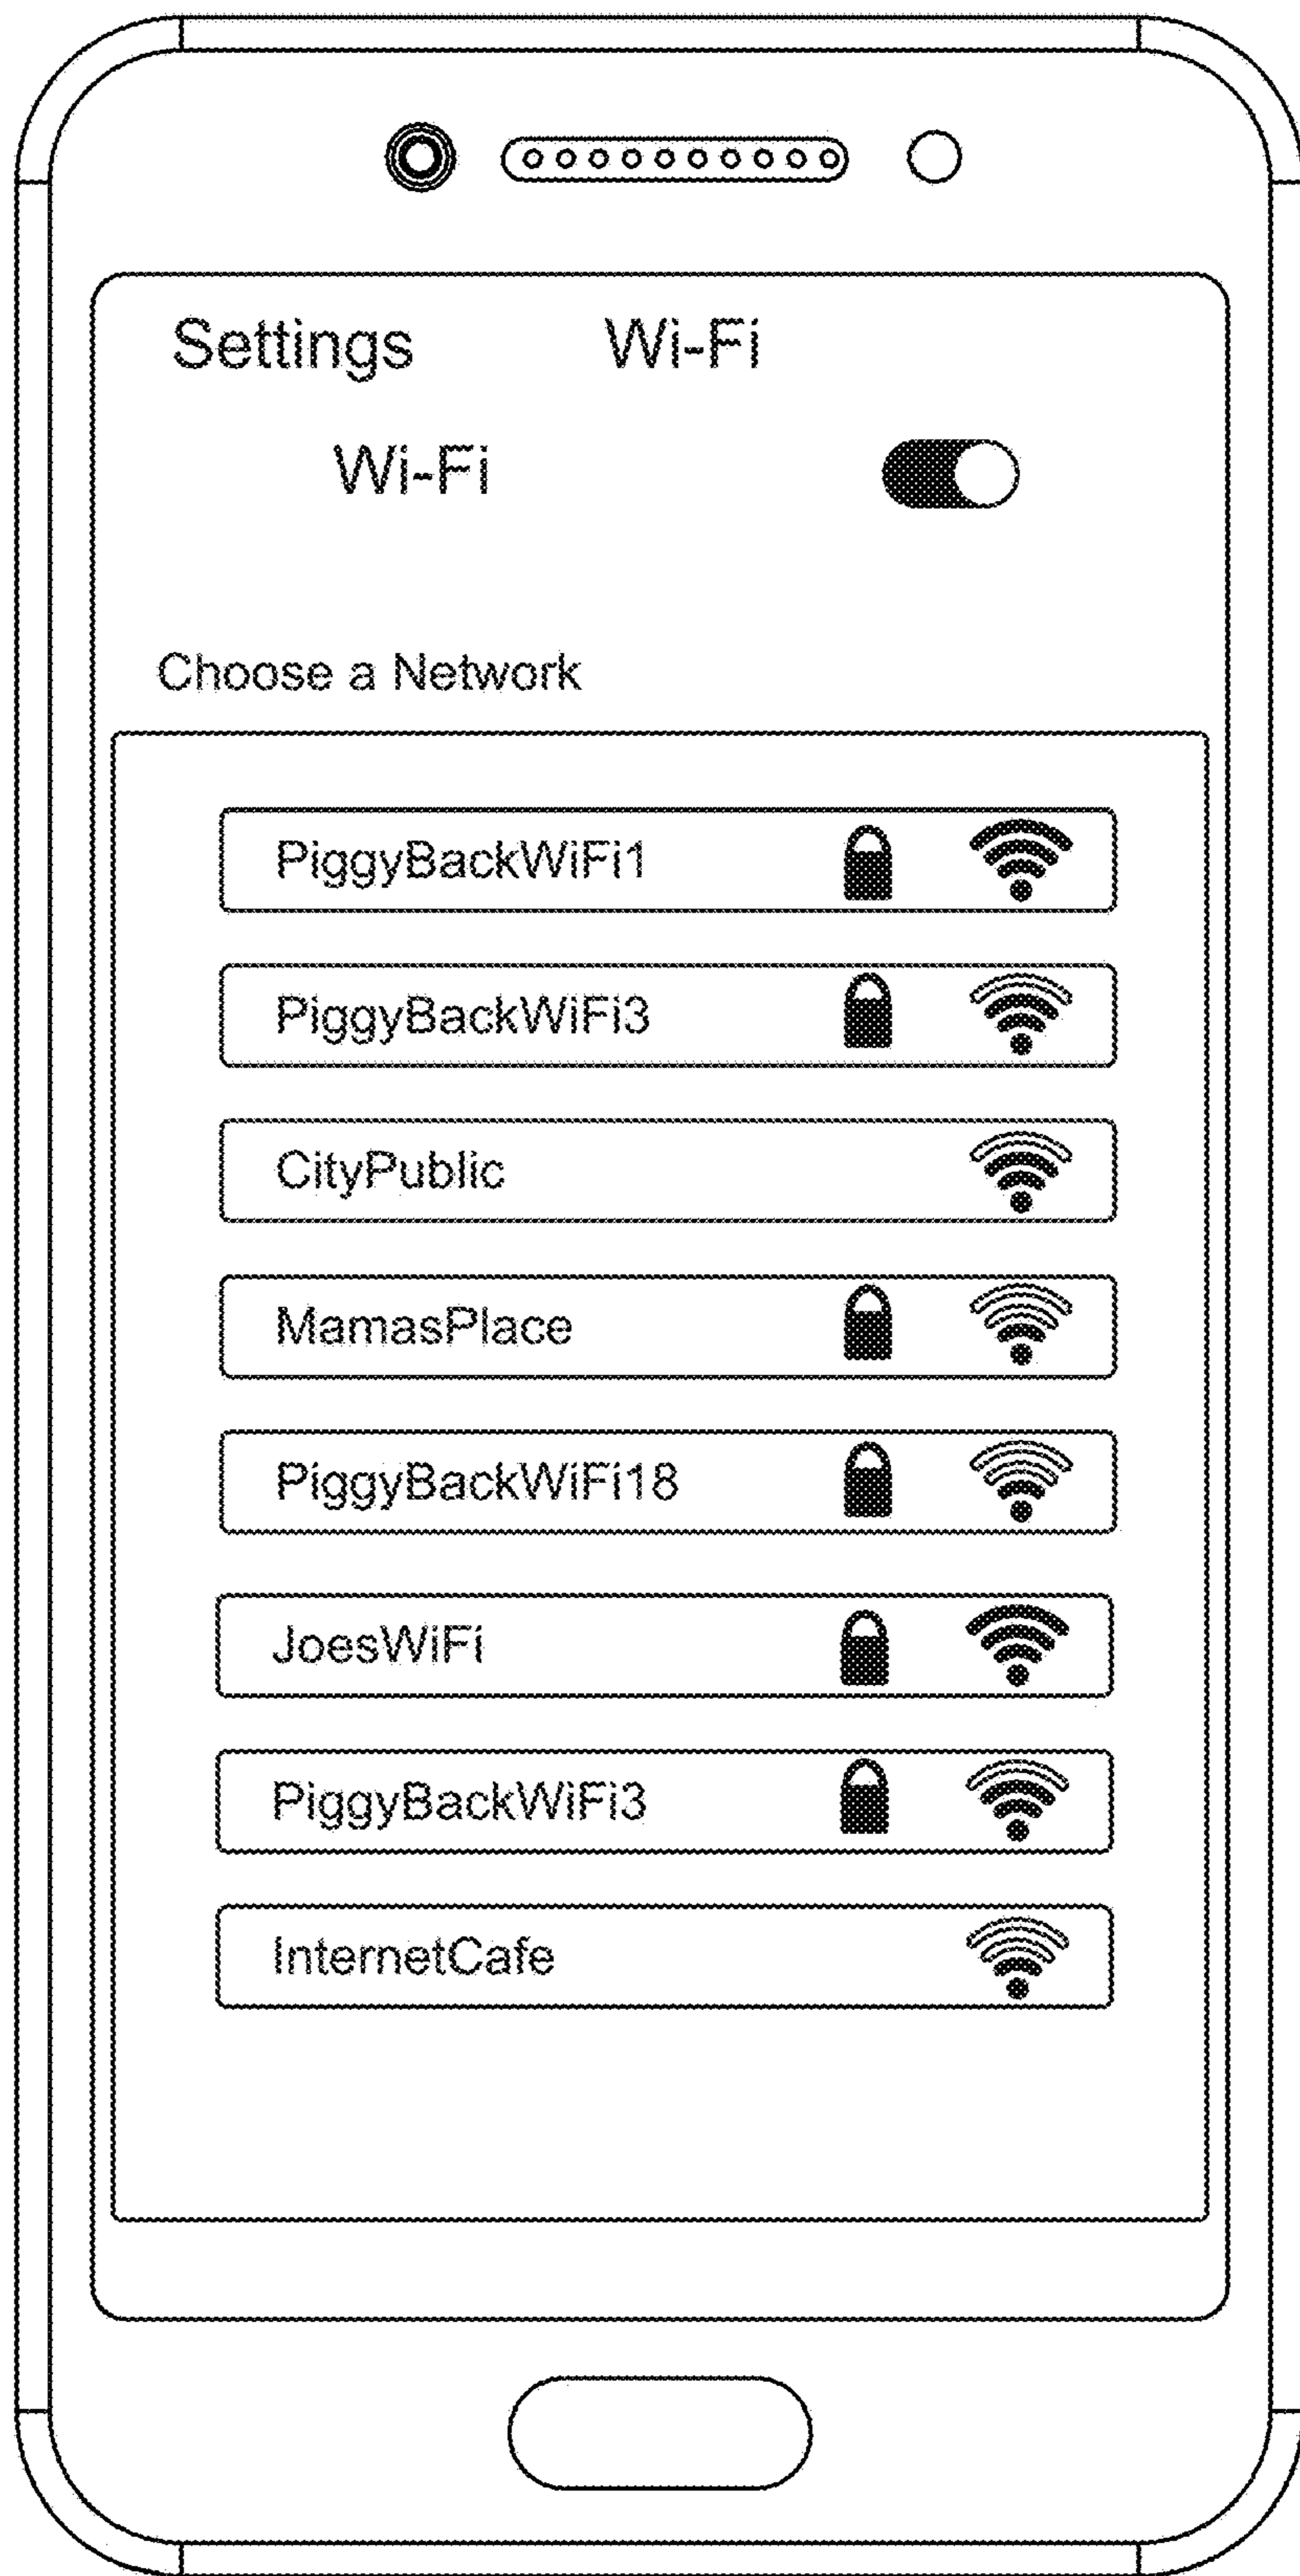 Settings Wi-Fi
Wi-Fi
Choose a Network
PiggyBackWiFi1
PiggyBackWiFi3
CityPublic
MamasPlace
PiggyBackWiFi18
JoesWiFi
PiggyBackWiFi3
InternetCafe